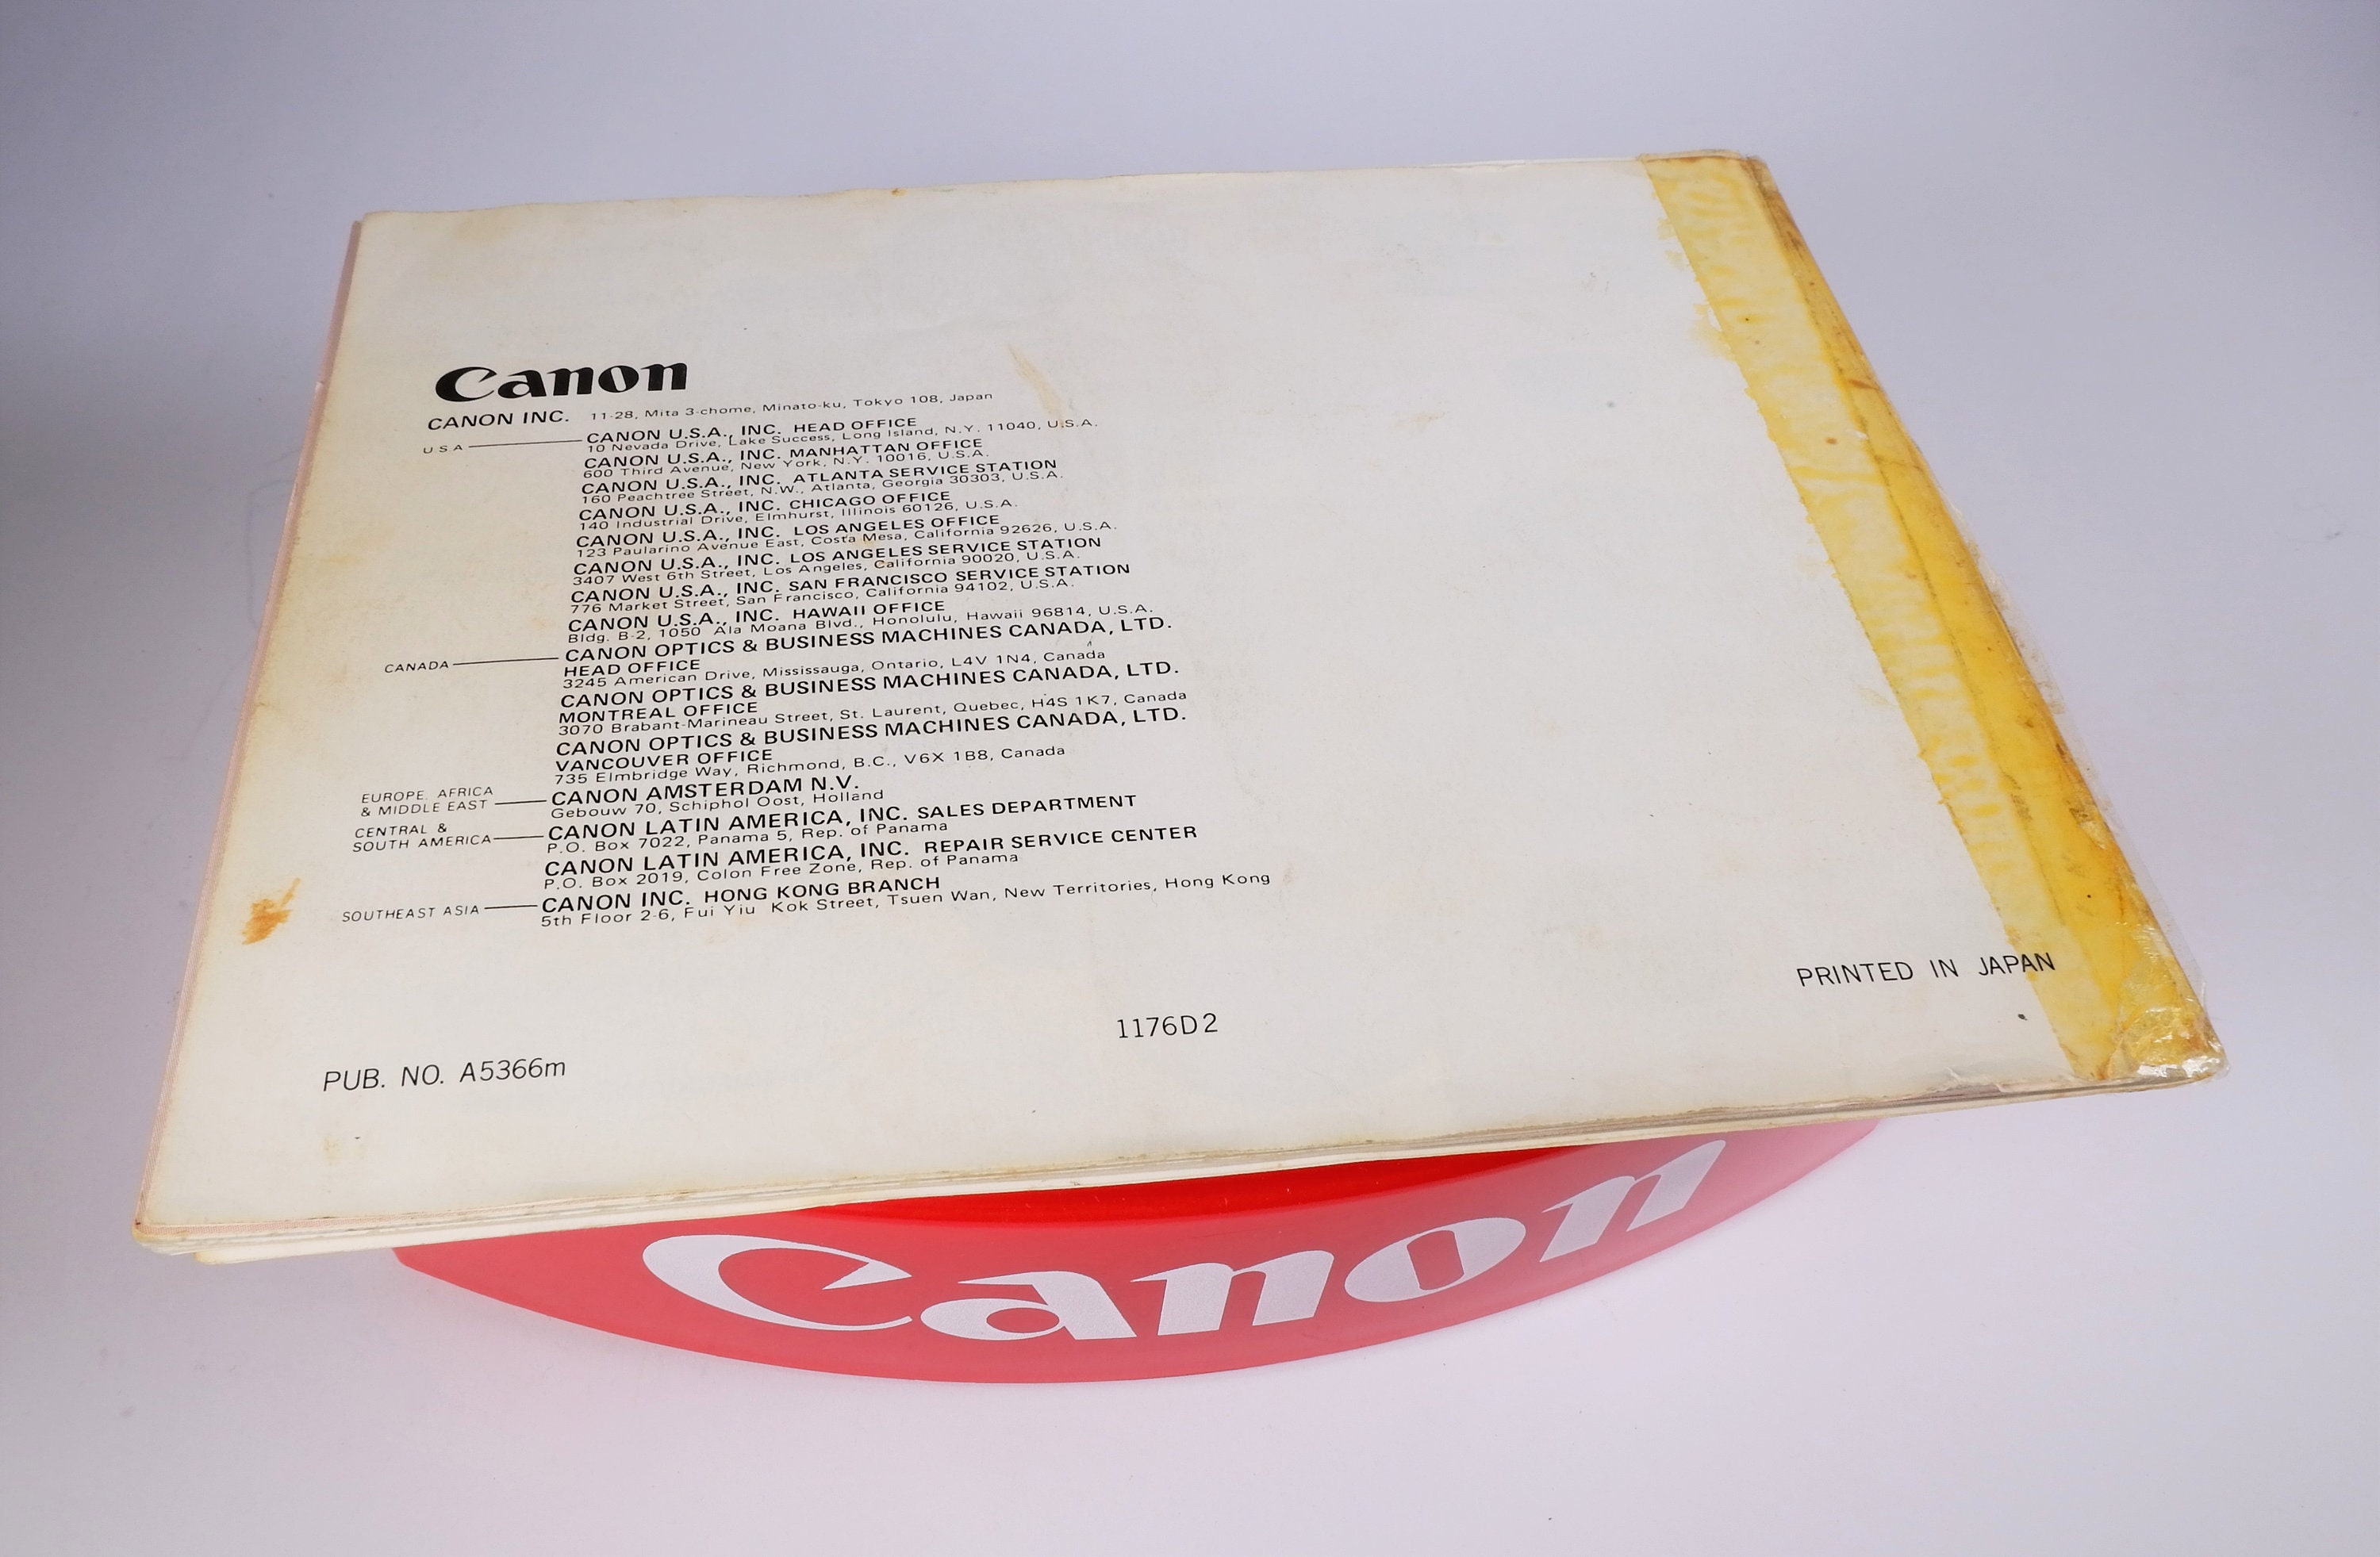 Canon
CANON INC. 11-28, Mita 3-chome, Minato-ku, Tokyo 108, Japan
USA CANON U.S.A., INC. HEAD OFFICE
10 Nevada Drive, Lake Success, Long Island, N.Y. 11040, U.S.A.
CANON U.S.A., INC. MANHATTAN OFFICE
600 Third Avenue, New York, N.Y. 10016, U.S.A.
CANON U.S.A., INC. ATLANTA SERVICE STATION
160 Peachtree Street, N.W., Atlanta, Georgia 30303, U.S.A.
CANON U.S.A., INC. CHICAGO OFFICE
140 Industrial Drive, Elmhurst, Illinois 60126, U.S.A.
CANON U.S.A., INC. LOS ANGELES OFFICE
123 Paularino Avenue East, Costa Mesa, California 92626, U.S.A.
CANON U.S.A., INC. LOS ANGELES SERVICE STATION
3407 West 6th Street, Los Angeles, California 90020, U.S.A.
CANON U.S.A., INC. SAN FRANCISCO SERVICE STATION
776 Market Street, San Francisco, California 94102, U.S.A.
CANON U.S.A., INC. HAWAII OFFICE
Bldg. B-2, 1050 Ala Moana Blvd., Honolulu, Hawaii 96814, U.S.A.
CANADA CANON OPTICS & BUSINESS MACHINES CANADA, LTD.
HEAD OFFICE
3245 American Drive, Mississauga, Ontario, L4V 1N4, Canada
CANON OPTICS & BUSINESS MACHINES CANADA, LTD.
MONTREAL OFFICE
3070 Brabant-Marineau Street, St. Laurent, Quebec, H4S 1K7, Canada
CANON OPTICS & BUSINESS MACHINES CANADA, LTD.
VANCOUVER OFFICE
735 Elmbridge Way, Richmond, B.C., V6X 1B8, Canada
EUROPE, AFRICA
& MIDDLE EAST CANON AMSTERDAM N.V.
Gebouw 70, Schiphol Oost, Holland
CENTRAL &
SOUTH AMERICA CANON LATIN AMERICA, INC. SALES DEPARTMENT
P.O. Box 7022, Panama 5, Rep. of Panama
CANON LATIN AMERICA, INC. REPAIR SERVICE CENTER
P.O. Box 2019, Colon Free Zone, Rep. of Panama
SOUTHEAST ASIA CANON INC. HONG KONG BRANCH
5th Floor 2-6, Fui Yiu Kok Street, Tsuen Wan, New Territories, Hong Kong
PRINTED IN JAPAN
1176D2
PUB. NO. A5366m
Canon